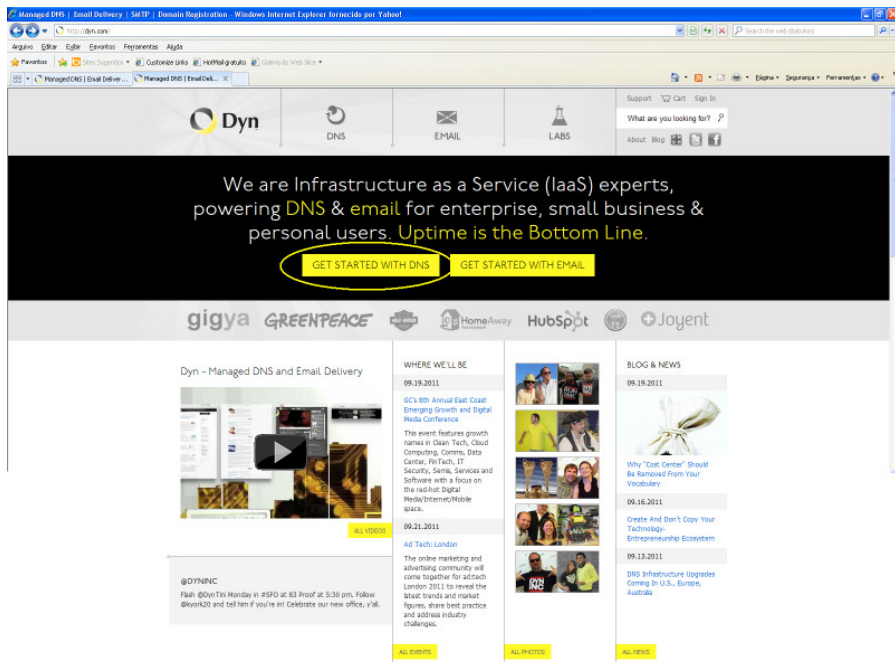 Managed DNS | Email Delivery | SMTP | Domain Registration - Windows Internet Explorer fornecido por Yahoo!
http://dyn.com/
Search the web (Babylon)
Arquivo Editar Exibir Favoritos Ferramentas Ajuda
Favoritos Sites Sugeridos Customize Links HotMail gratuito Galeria do Web Slice
Managed DNS | Email Deliver... Managed DNS | Email Deli... X
Página Segurança Ferramentas
Support Cart Sign In
Dyn
DNS
EMAIL
LABS
What are you looking for?
About Blog
We are Infrastructure as a Service (IaaS) experts,
powering DNS & email for enterprise, small business &
personal users. Uptime is the Bottom Line.
GET STARTED WITH DNS GET STARTED WITH EMAIL
gigya GREENPEACE HomeAway HubSpot Joyent
Dyn - Managed DNS and Email Delivery
ALL VIDEOS
@DYNINC
Flash @DynTini Monday in #SFO at 83 Proof at 5:30 pm. Follow
@kyork20 and tell him if you're in! Celebrate our new office, y'all.
WHERE WE'LL BE
09.19.2011
GC's 8th Annual East Coast
Emerging Growth and Digital
Media Conference
This event features growth
names in Clean Tech, Cloud
Computing, Comms, Data
Center, FinTech, IT
Security, Semis, Services and
Software with a focus on
the red-hot Digital
Media/Internet/Mobile
space.
09.21.2011
Ad Tech: London
The online marketing and
advertising community will
come together for ad:tech
London 2011 to reveal the
latest trends and market
figures, share best practice
and address industry
challenges.
ALL EVENTS
DYN
INC
ALL PHOTOS
BLOG & NEWS
09.19.2011
Why "Cost Center" Should
Be Removed From Your
Vocabulary
09.16.2011
Create And Don't Copy Your
Technology-
Entrepreneurship Ecosystem
09.13.2011
DNS Infrastructure Upgrades
Coming In U.S., Europe,
Australia
ALL NEWS